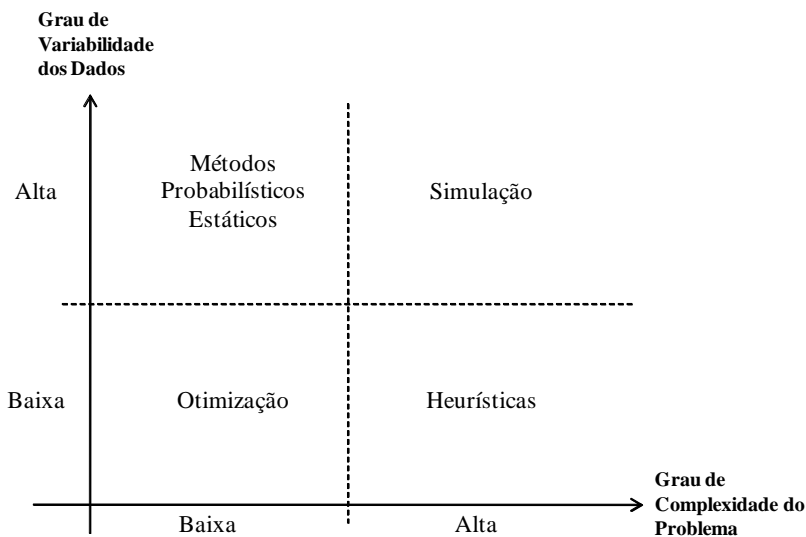 Grau de
Variabilidade
dos Dados
Alta
Métodos
Probabilísticos
Estáticos
Simulação
Baixa
Otimização
Heurísticas
Baixa
Alta
Grau de
Complexidade do
Problema